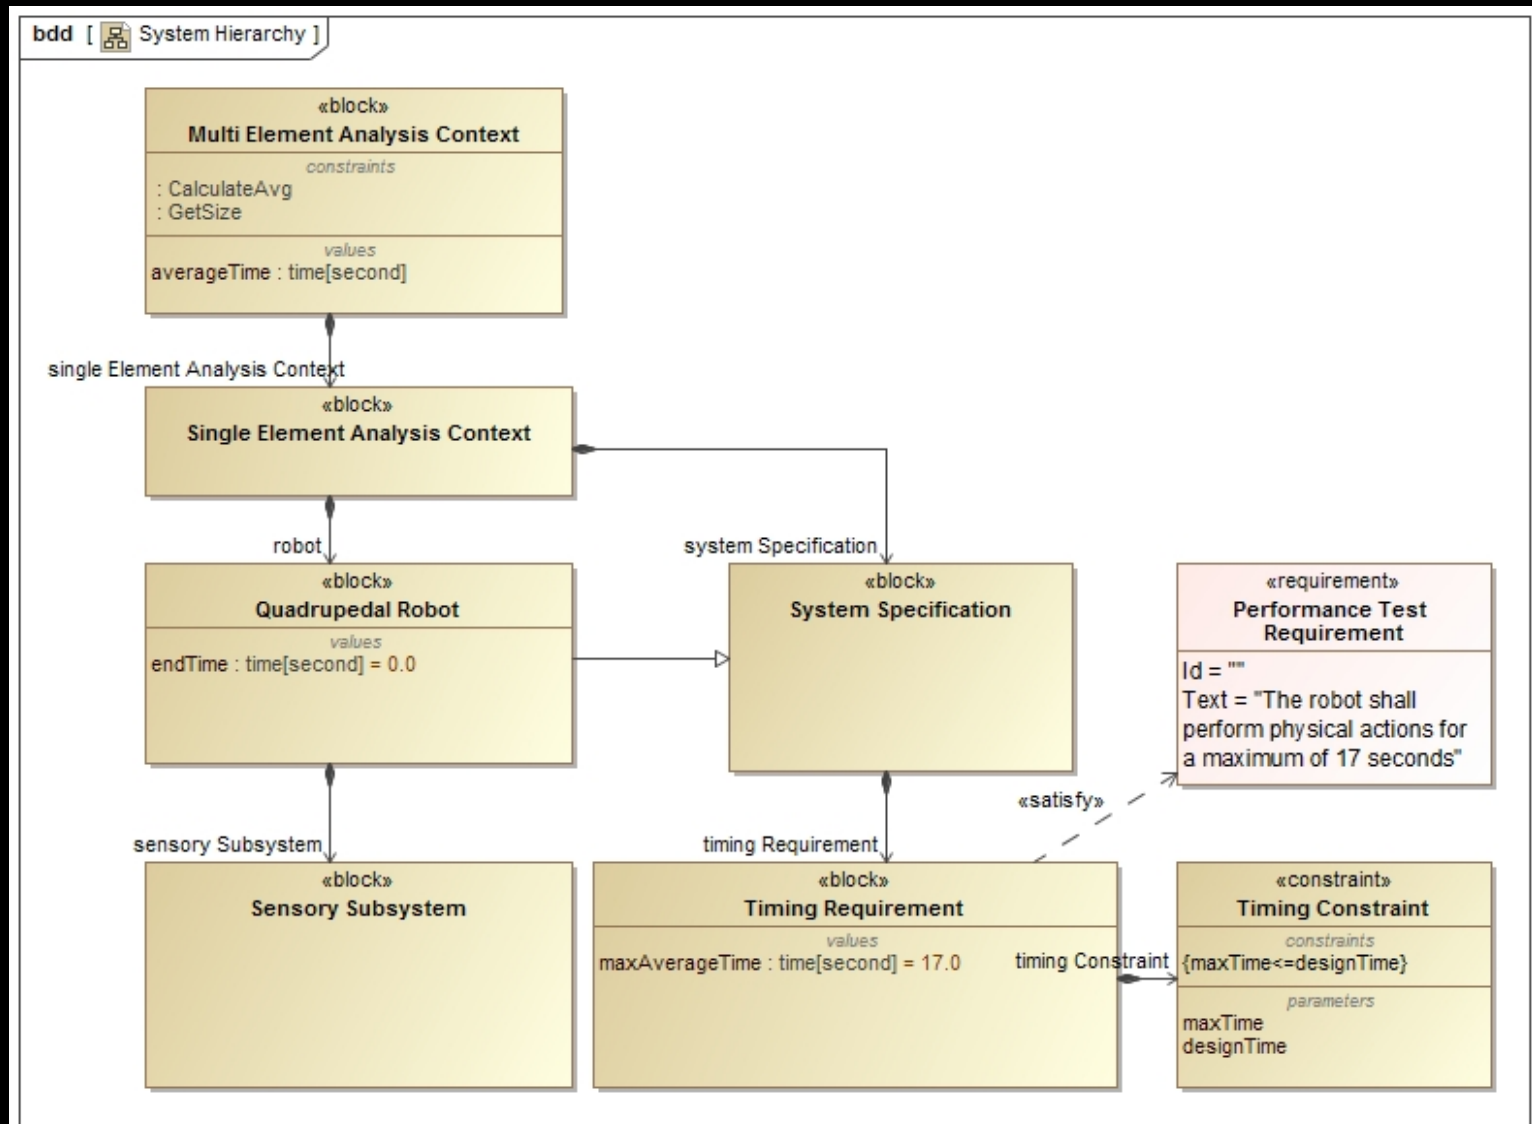 bdd [ System Hierarchy ]
«block»
Multi Element Analysis Context
constraints
: CalculateAvg
: GetSize
values
averageTime : time[second]
single Element Analysis Context
«block»
Single Element Analysis Context
robot
system Specification
«block»
Quadrupedal Robot
values
endTime : time[second] = 0.0
«block»
System Specification
«requirement»
Performance Test
Requirement
Id = ""
Text = "The robot shall
perform physical actions for
a maximum of 17 seconds"
«satisfy»
sensory Subsystem
timing Requirement
«block»
Sensory Subsystem
«block»
Timing Requirement
values
maxAverageTime : time[second] = 17.0
timing Constraint
«constraint»
Timing Constraint
constraints
{maxTime<=designTime}
parameters
maxTime
designTime